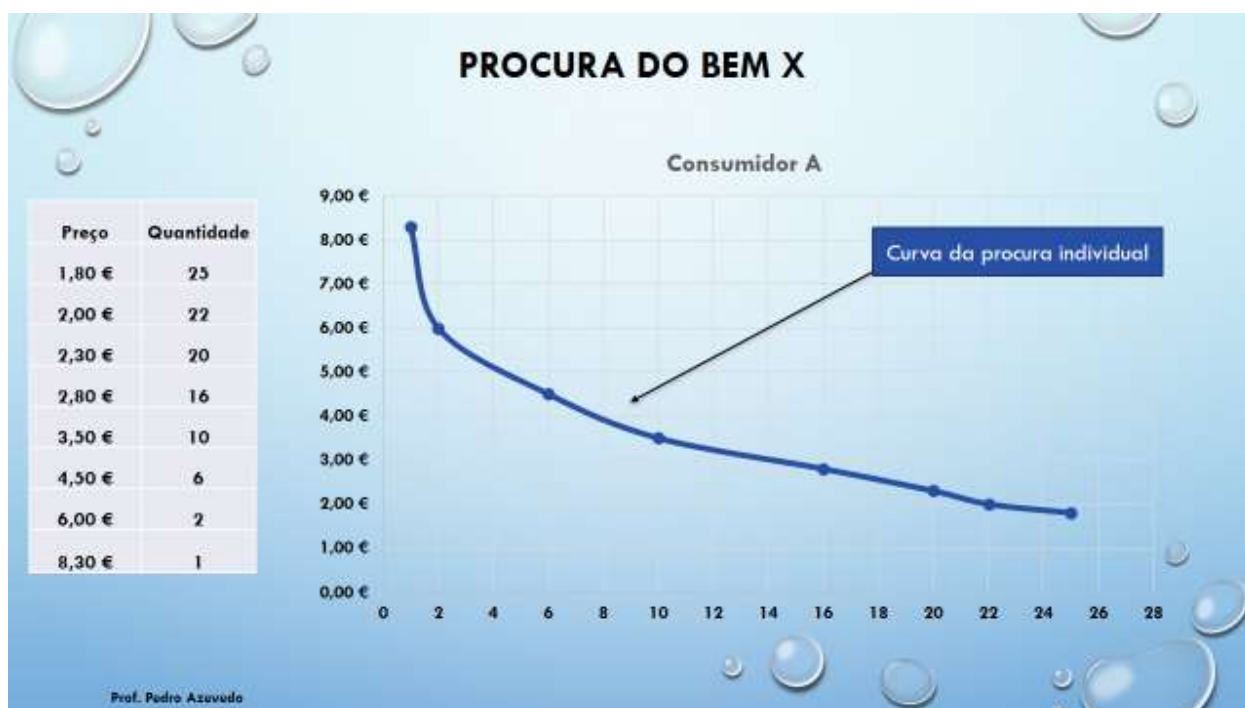 PROCURA DO BEM X
Preço Quantidade
1,80 € 25
2,00 € 22
2,30 € 20
2,80 € 16
3,50 € 10
4,50 € 6
6,00 € 2
8,30 € 1
Consumidor A
9,00 €
8,00 €
7,00 €
6,00 €
5,00 €
4,00 €
3,00 €
2,00 €
1,00 €
0,00 €
0 2 4 6 8 10 12 14 16 18 20 22 24 26 28
Curva da procura individual
Prof. Pedro Azevedo